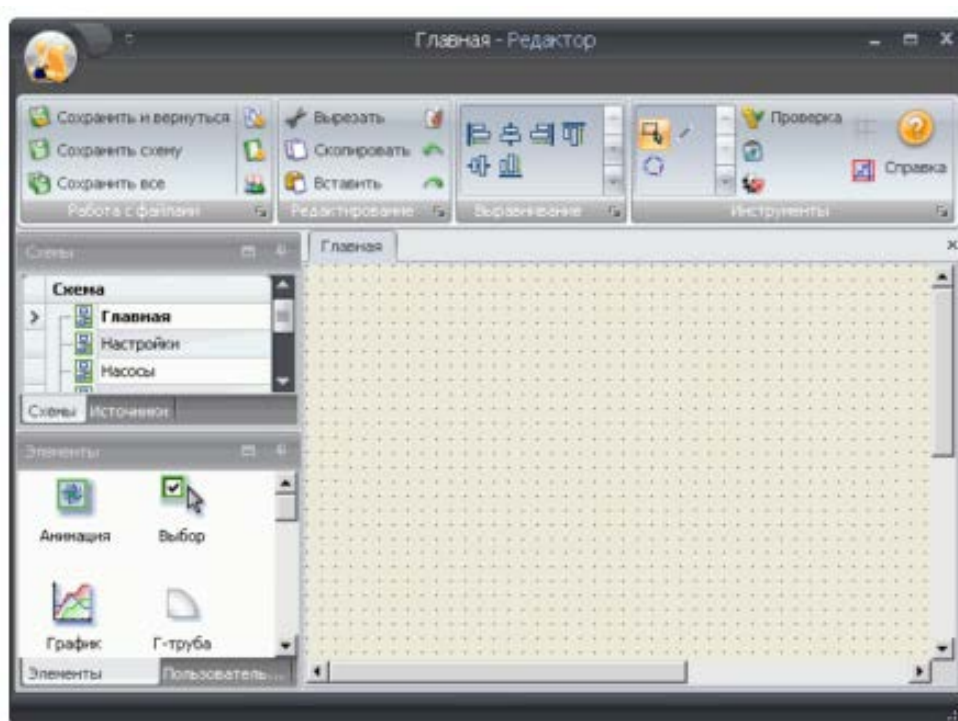 Главная - Редактор
Сохранить и вернуться
Сохранить схему
Сохранить все
Работа с файлами
Вырезать
Скопировать
Вставить
Редактирование
Выравнивание
Проверка
Справка
Инструменты
Схемы
Схема
Главная
Настройки
Насосы
Схемы Источники
Элементы
Анимация Выбор
График Г-труба
Элементы Пользователь...
Главная